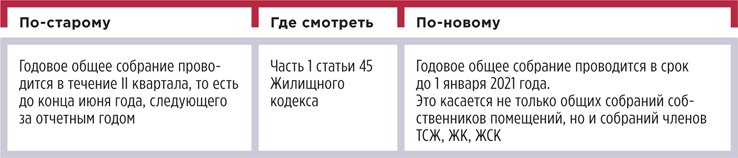 По-старому
Где смотреть
По-новому
Годовое общее собрание прово-
дится в течение II квартала, то есть
до конца июня года, следующего
за отчетным годом
Часть 1 статьи 45
Жилищного
кодекса
Годовое общее собрание проводится в срок
до 1 января 2021 года.
Это касается не только общих собраний соб-
ственников помещений, но и собраний членов
ТСЖ, ЖК, ЖСК